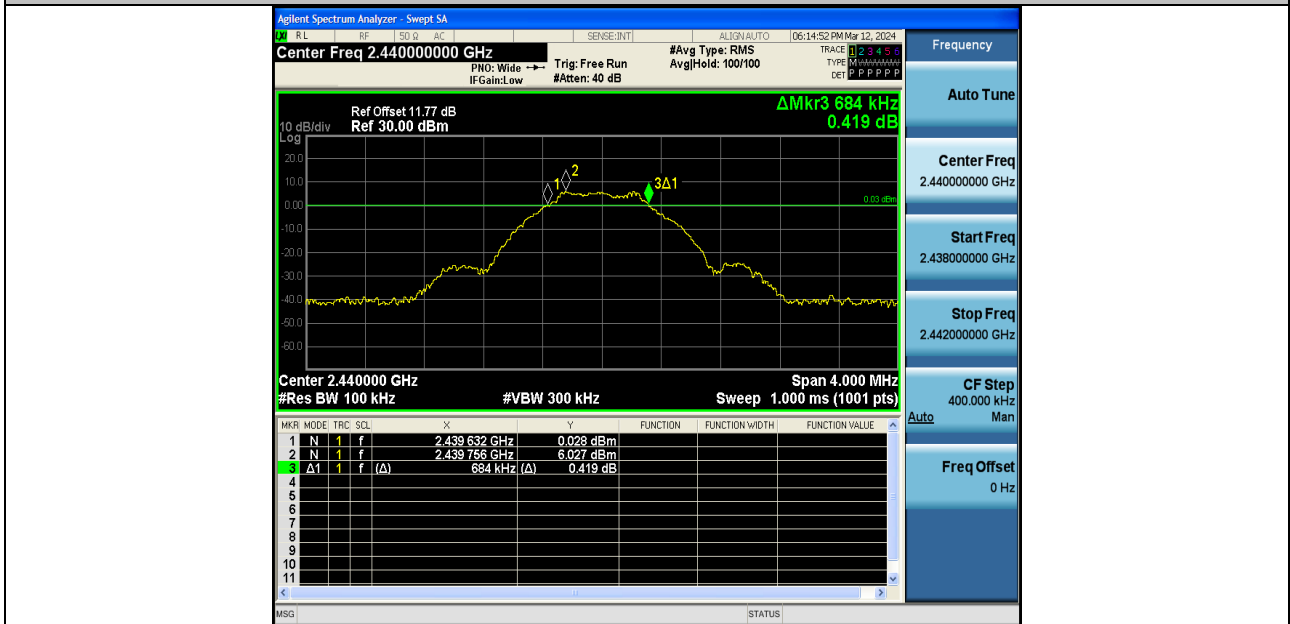 Agilent Spectrum Analyzer - Swept SA
LXI RL RF 50 Ω AC SENSE:INT ALIGN AUTO 06:14:52 PM Mar 12, 2024
Center Freq 2.440000000 GHz
PNO: Wide
IFGain:Low
Trig: Free Run
#Atten: 40 dB
#Avg Type: RMS
Avg|Hold: 100/100
TRACE 1 2 3 4 5 6
TYPE M
DET P P P P P P
Frequency
Auto Tune
Center Freq
2.440000000 GHz
Start Freq
2.438000000 GHz
Stop Freq
2.442000000 GHz
CF Step
400.000 kHz
Auto Man
Freq Offset
0 Hz
ΔMkr3 684 kHz
0.419 dB
Ref Offset 11.77 dB
10 dB/div Ref 30.00 dBm
Log
20.0
10.0
0.00
-10.0
-20.0
-30.0
-40.0
-50.0
-60.0
1
2
3Δ1
0.03 dBm
Center 2.440000 GHz Span 4.000 MHz
#Res BW 100 kHz #VBW 300 kHz Sweep 1.000 ms (1001 pts)
MKR MODE TRC SCL X Y FUNCTION FUNCTION WIDTH FUNCTION VALUE
1 N 1 f 2.439 632 GHz 0.028 dBm
2 N 1 f 2.439 756 GHz 6.027 dBm
3 Δ1 1 f (Δ) 684 kHz (Δ) 0.419 dB
4
5
6
7
8
9
10
11
MSG STATUS